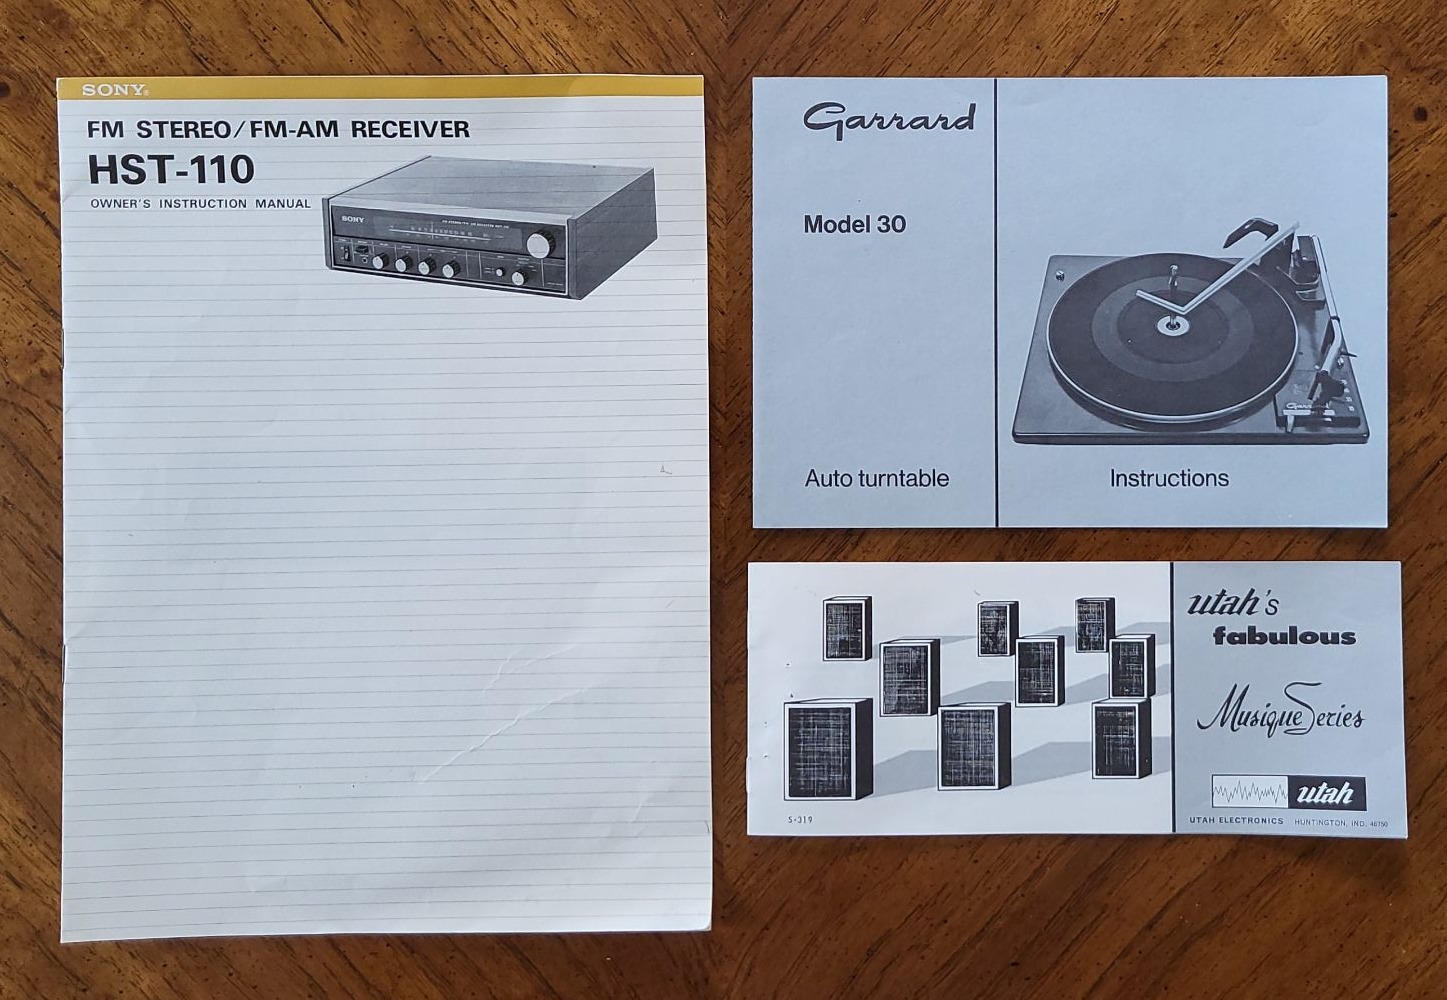 SONY®
FM STEREO/FM-AM RECEIVER
HST-110
OWNER'S INSTRUCTION MANUAL
SONY
Garrard
Model 30
Auto turntable
Garrard
Instructions
S-319
utah's
fabulous
Musique Series
utah
UTAH ELECTRONICS HUNTINGTON, IND. 46750